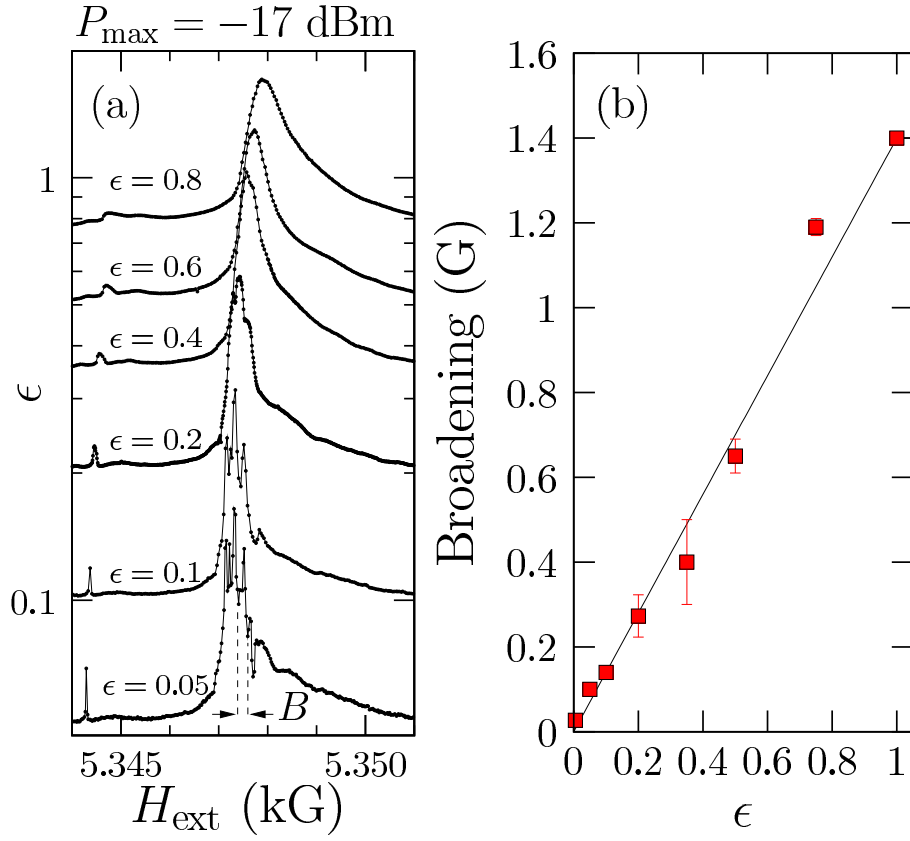 P_max = −17 dBm
(a)
1
0.1
ϵ
ϵ = 0.8
ϵ = 0.6
ϵ = 0.4
ϵ = 0.2
ϵ = 0.1
ϵ = 0.05
B
5.345 5.350
H_ext (kG)
(b)
1.6
1.4
1.2
1
0.8
0.6
0.4
0.2
0
Broadening (G)
0 0.2 0.4 0.6 0.8 1
ϵ